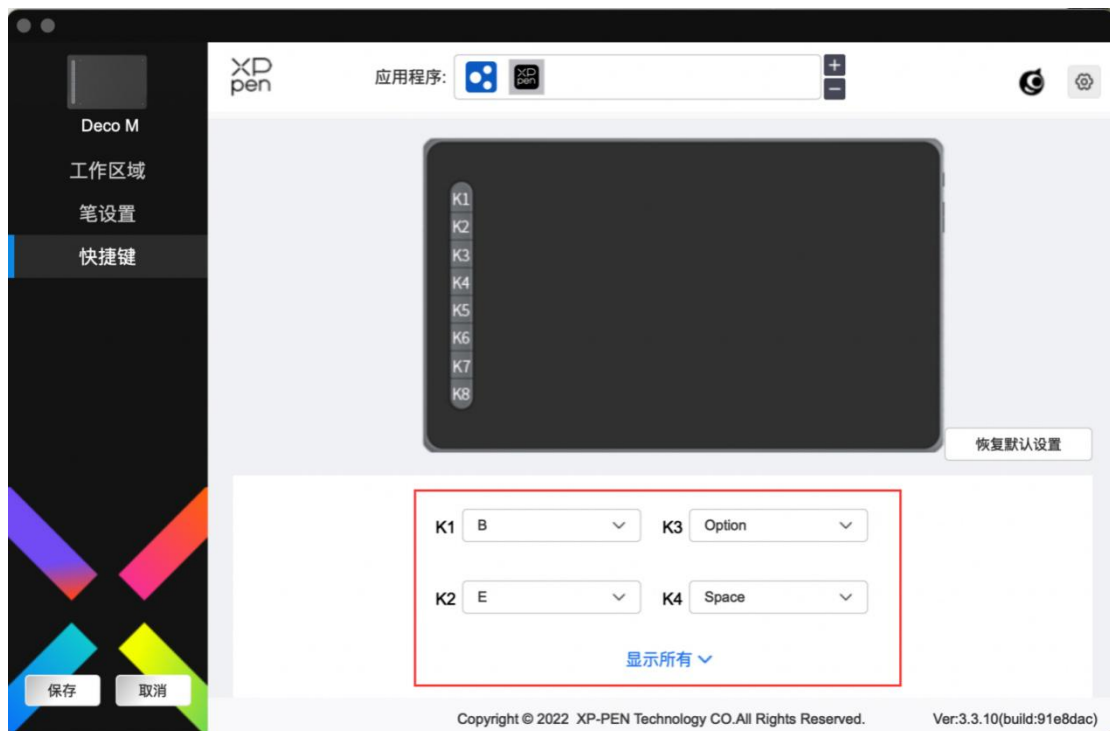 XP
pen
应用程序:
XP
pen
+
−
Deco M
工作区域
笔设置
快捷键
K1
K2
K3
K4
K5
K6
K7
K8
恢复默认设置
K1 B K3 Option
K2 E K4 Space
显示所有
保存 取消
Copyright © 2022 XP-PEN Technology CO.All Rights Reserved. Ver:3.3.10(build:91e8dac)